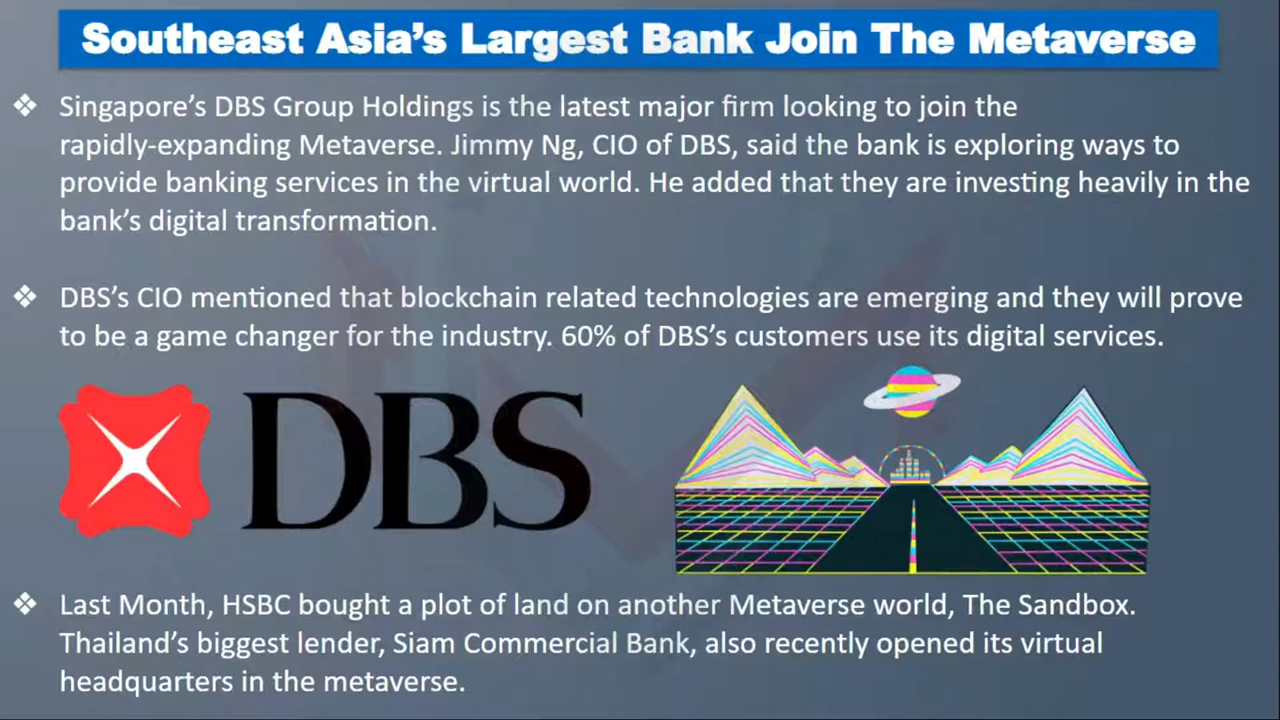 Southeast Asia’s Largest Bank Join The Metaverse
❖ Singapore’s DBS Group Holdings is the latest major firm looking to join the
rapidly-expanding Metaverse. Jimmy Ng, CIO of DBS, said the bank is exploring ways to
provide banking services in the virtual world. He added that they are investing heavily in the
bank’s digital transformation.
❖ DBS’s CIO mentioned that blockchain related technologies are emerging and they will prove
to be a game changer for the industry. 60% of DBS’s customers use its digital services.
DBS
❖ Last Month, HSBC bought a plot of land on another Metaverse world, The Sandbox.
Thailand’s biggest lender, Siam Commercial Bank, also recently opened its virtual
headquarters in the metaverse.